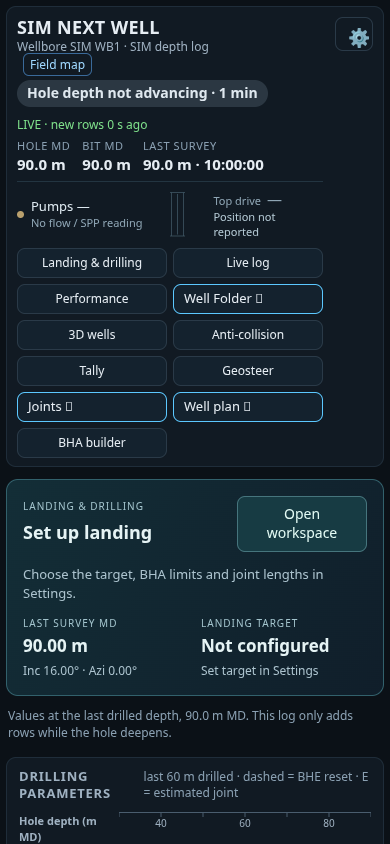 SIM NEXT WELL
Wellbore SIM WB1 · SIM depth log
Field map
Hole depth not advancing · 1 min
LIVE · new rows 0 s ago
HOLE MD BIT MD LAST SURVEY
90.0 m 90.0 m 90.0 m · 10:00:00
Pumps —
No flow / SPP reading
Top drive —
Position not
reported
Landing & drilling
Live log
Performance
Well Folder
3D wells
Anti-collision
Tally
Geosteer
Joints
Well plan
BHA builder
LANDING & DRILLING
Set up landing
Open
workspace
Choose the target, BHA limits and joint lengths in
Settings.
LAST SURVEY MD
90.00 m
Inc 16.00° · Azi 0.00°
LANDING TARGET
Not configured
Set target in Settings
Values at the last drilled depth, 90.0 m MD. This log only adds
rows while the hole deepens.
DRILLING
PARAMETERS
last 60 m drilled · dashed = BHE reset · E
= estimated joint
Hole depth (m
MD)
40 60 80